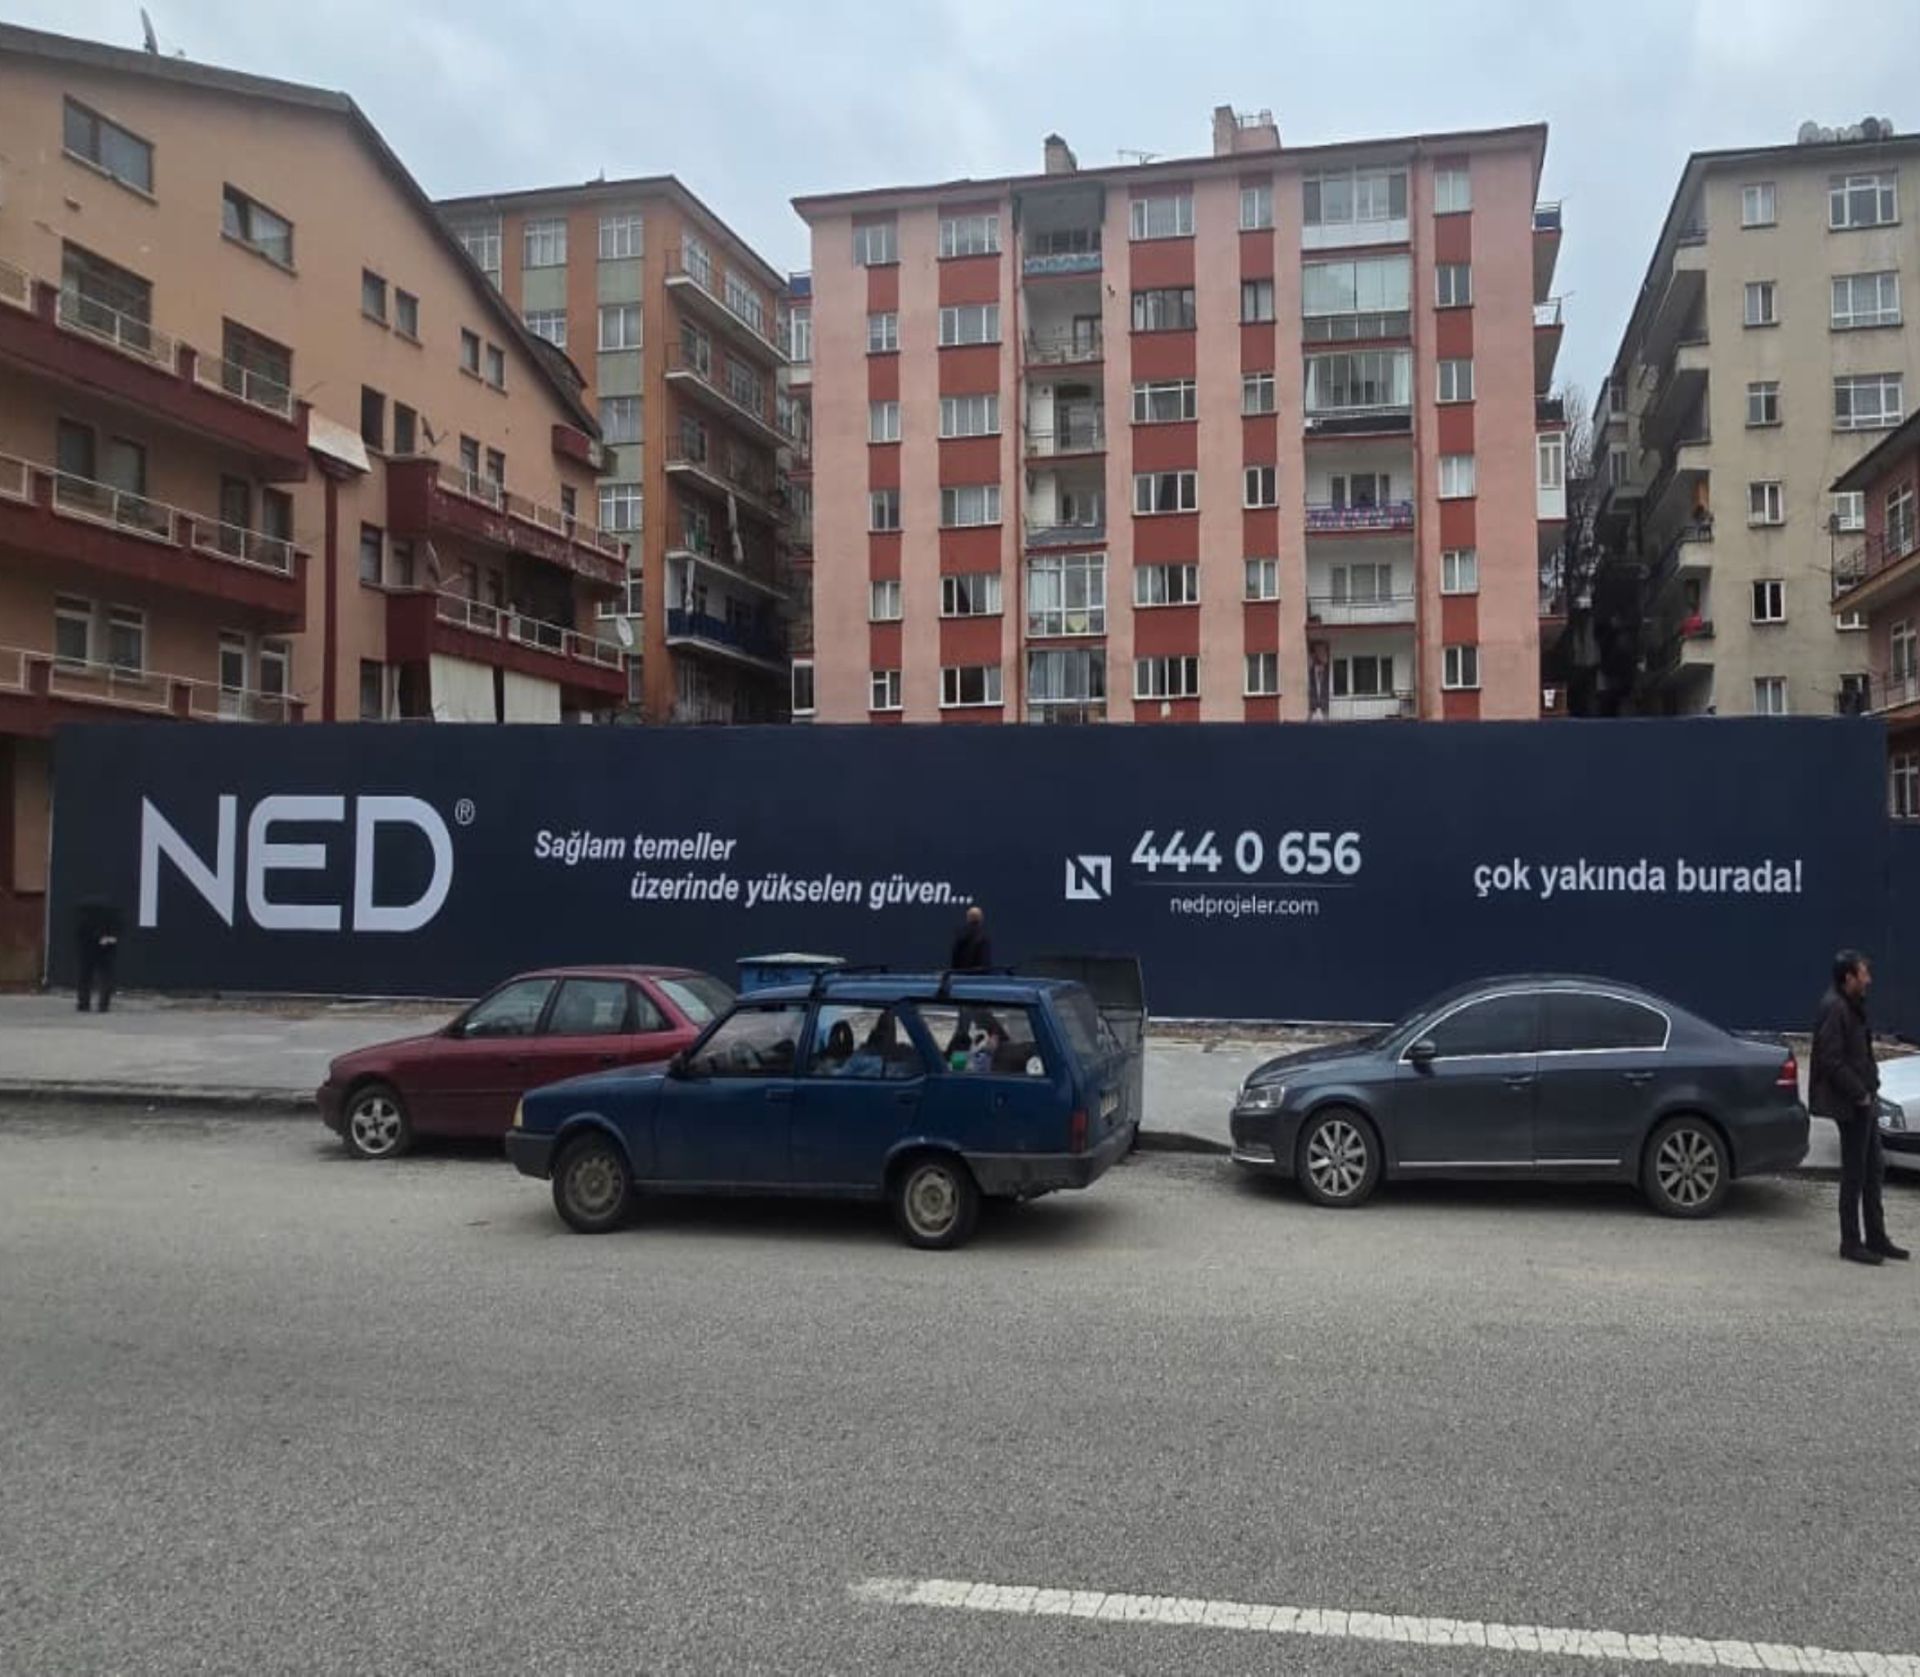 NED®
Sağlam temeller
üzerinde yükselen güven...
444 0 656
nedprojeler.com
çok yakında burada!